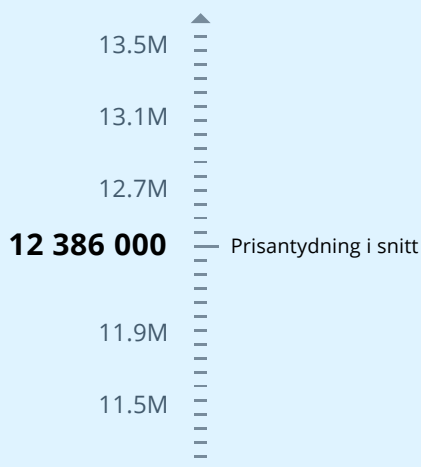 13.5M
13.1M
12.7M
12 386 000 Prisantydning i snitt
11.9M
11.5M